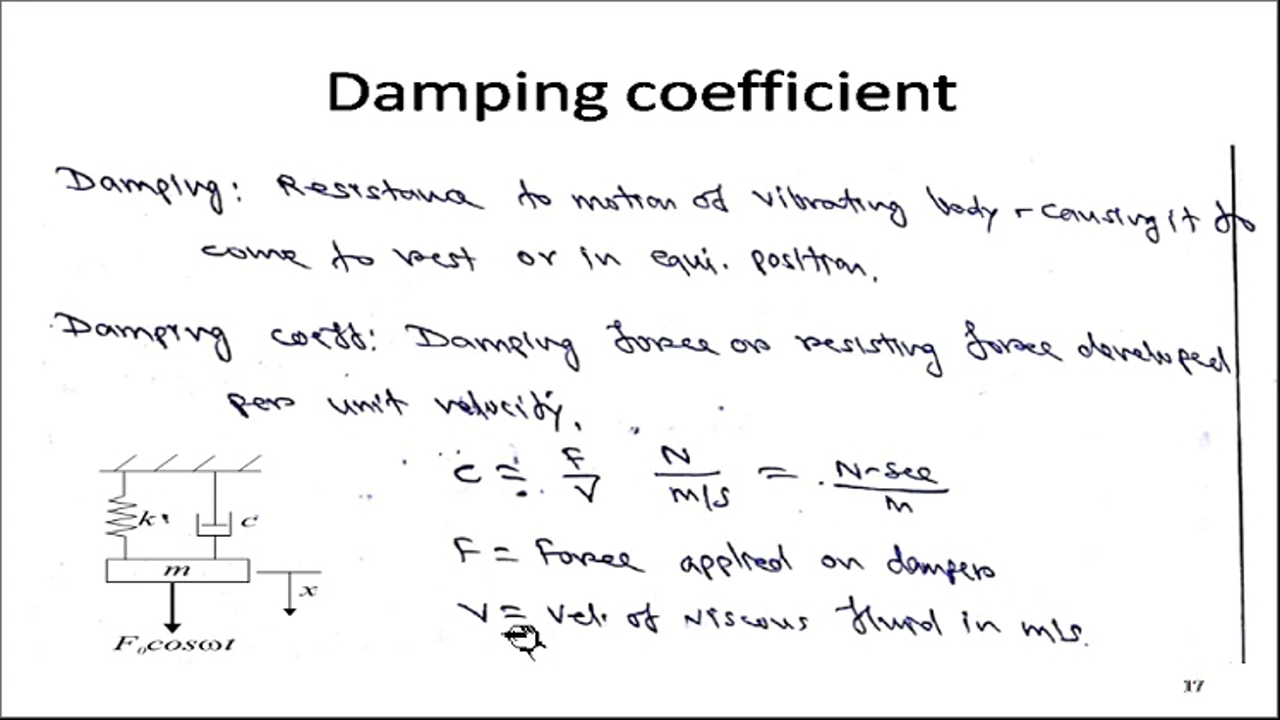 Damping coefficient
Damping: Resistance to motion of vibrating body - causing it to
come to rest or in equi. position.
Damping coeff: Damping force or resisting force developed
per unit velocity.
C = F/V N/m/s = N-sec/m
k
c
m
x
F = Force applied on damper
V = Vel. of viscous fluid in m/s.
F₀cosωt
17